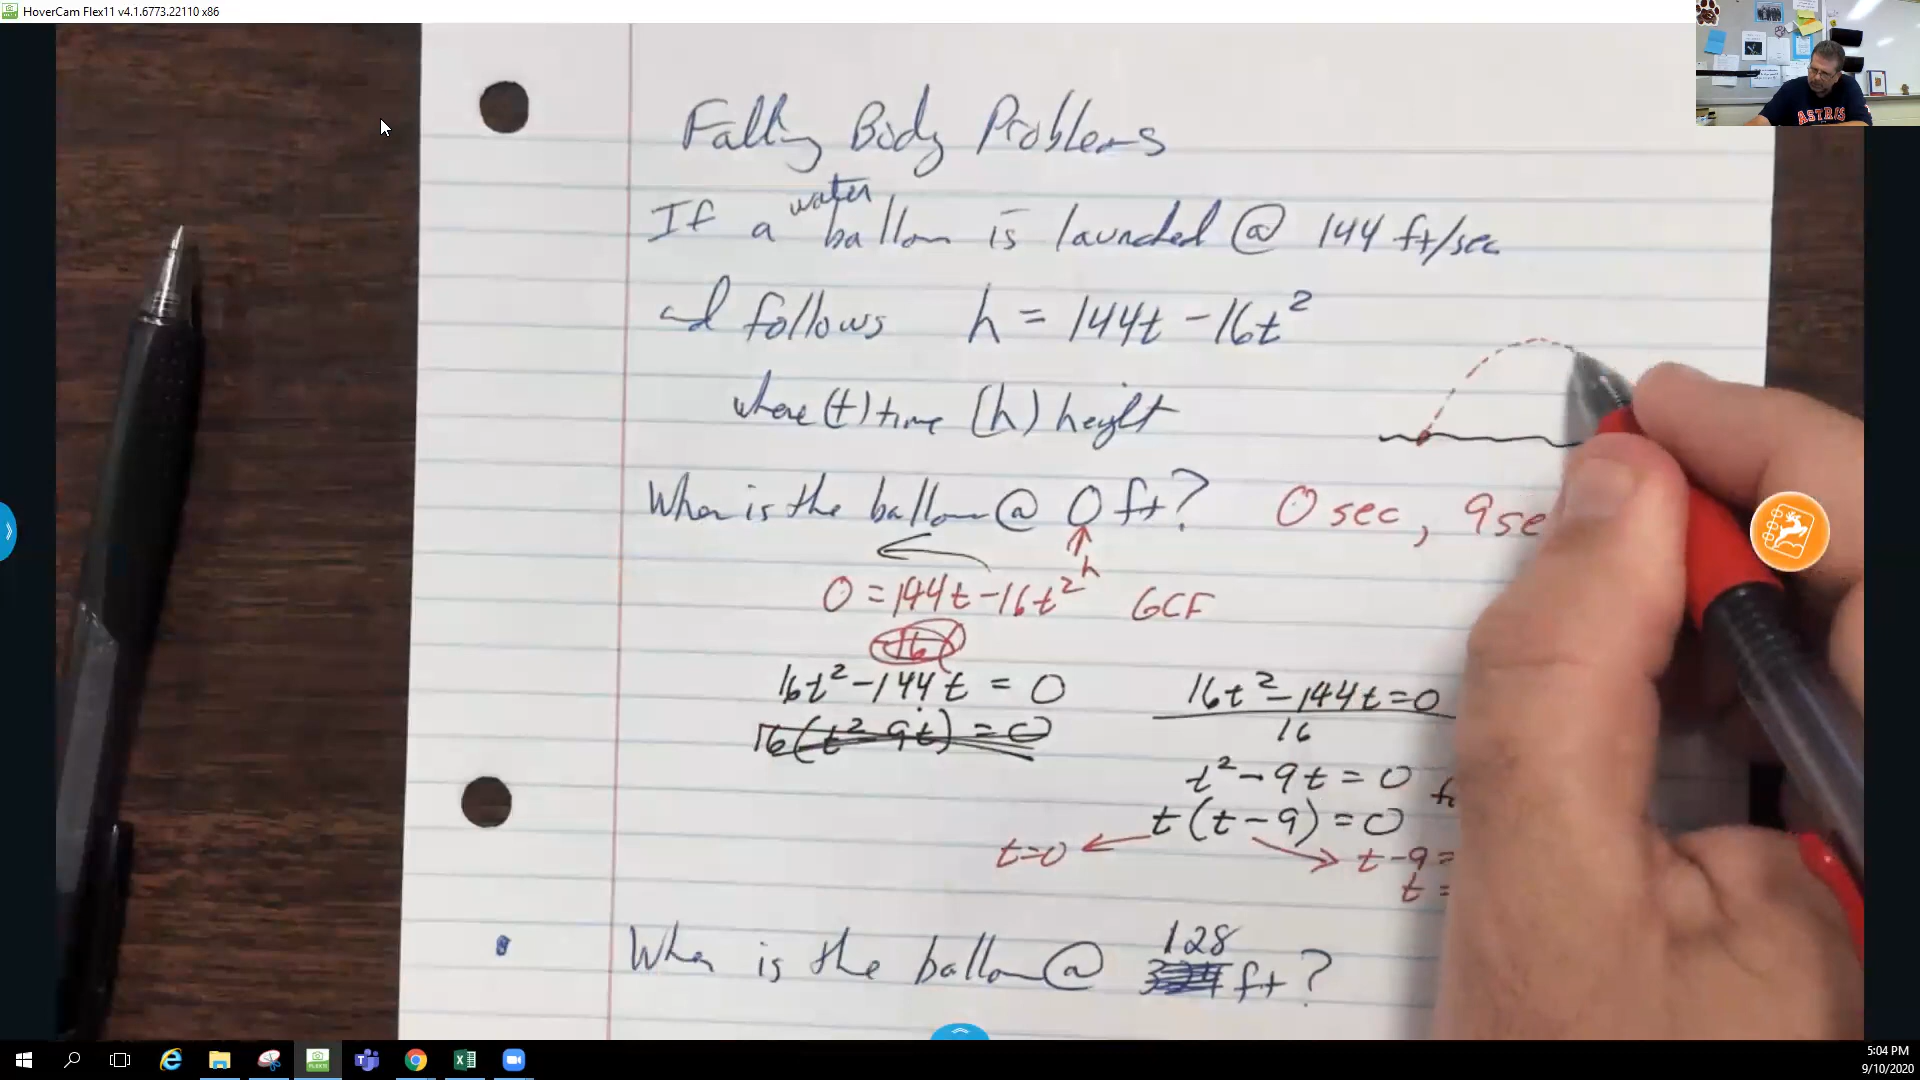 HoverCam Flex11 v4.1.6773.22110 x86
ASTROS
Falling Body Problems
If a water ballon is launched @ 144 ft/sec
and follows h = 144t - 16t²
where (t) time (h) height
When is the ballon @ 0 ft? 0 sec, 9se
h
0 = 144t - 16t² GCF
16
16t² - 144t = 0
16(t² 9t) = 0
16t² - 144t = 0
16
t² - 9t = 0
t(t - 9) = 0
t=0
t - 9 =
t =
When is the ballon @ 128 ft?
FLEX11
5:04 PM
9/10/2020